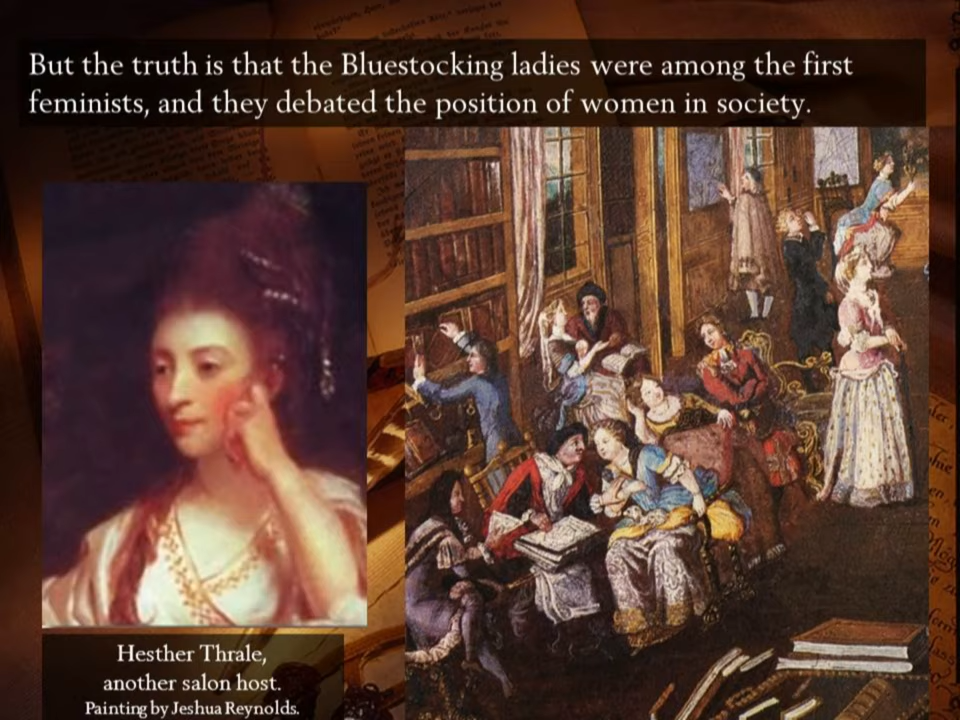 But the truth is that the Bluestocking ladies were among the first
feminists, and they debated the position of women in society.
Hesther Thrale,
another salon host.
Painting by Jeshua Reynolds.